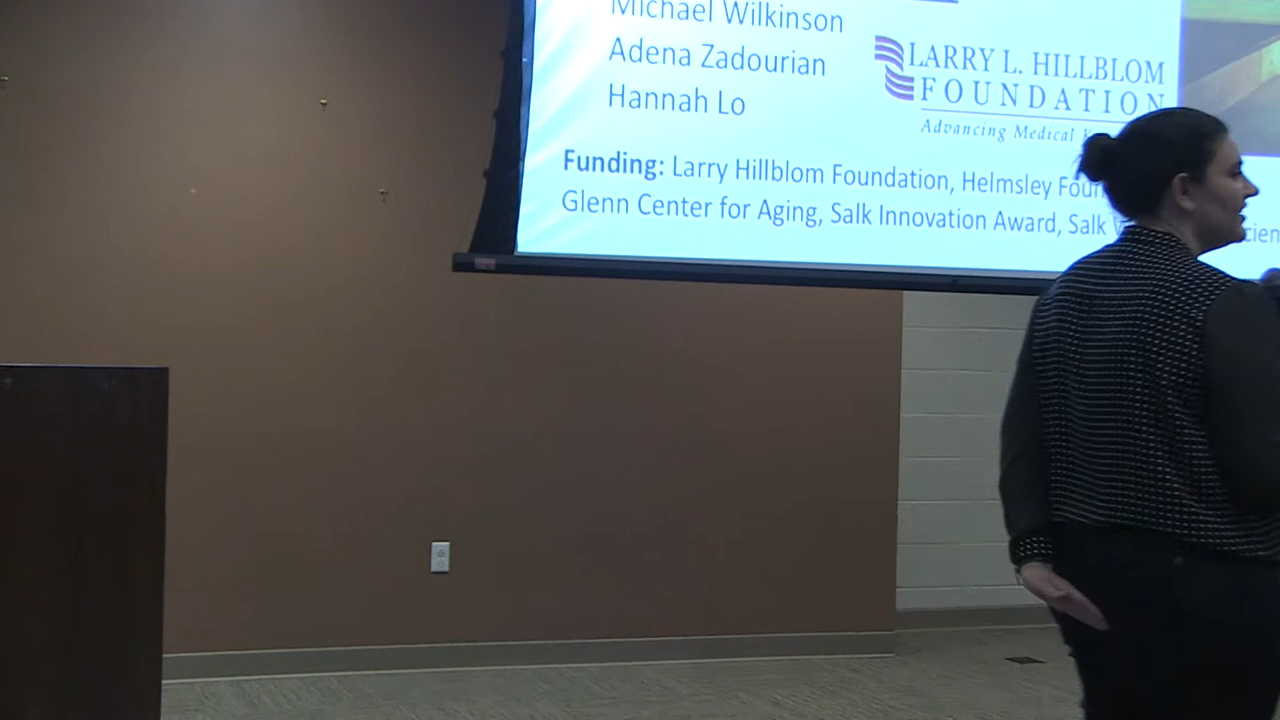 Michael Wilkinson
Adena Zadourian
Hannah Lo
LARRY L. HILLBLOM
FOUNDATION
Advancing Medical
Funding: Larry Hillblom Foundation, Helmsley
Glenn Center for Aging, Salk Innovation Award, Salk